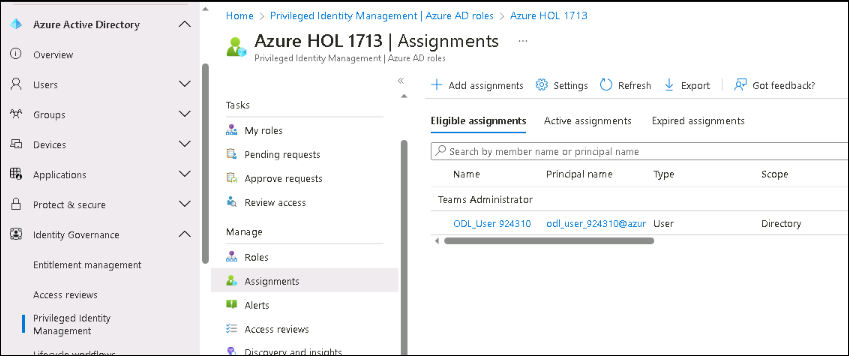 Azure Active Directory
Overview
Users
Groups
Devices
Applications
Protect & secure
Identity Governance
Entitlement management
Access reviews
Privileged Identity
Management
Lifecycle workflows
Home > Privileged Identity Management | Azure AD roles > Azure HOL 1713
Azure HOL 1713 | Assignments ...
Privileged Identity Management | Azure AD roles
«
Tasks
My roles
Pending requests
Approve requests
Review access
Manage
Roles
Assignments
Alerts
Access reviews
Discovery and insights
Add assignments Settings Refresh Export Got feedback?
Eligible assignments Active assignments Expired assignments
Search by member name or principal name
Name Principal name Type Scope
Teams Administrator
ODL_User 924310 odl_user_924310@azur User Directory